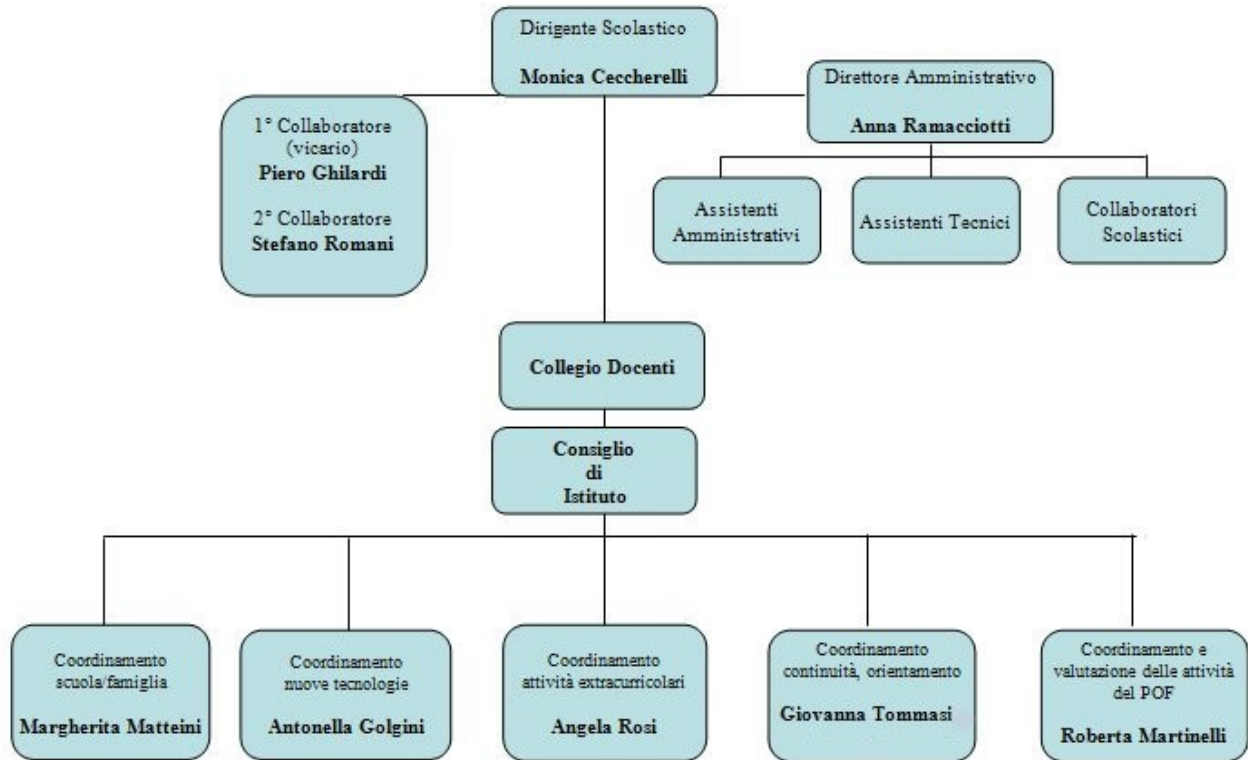 Dirigente Scolastico
Monica Ceccherelli
Direttore Amministrativo
Anna Ramacciotti
1° Collaboratore
(vicario)
Piero Ghilardi
2° Collaboratore
Stefano Romani
Assistenti
Amministrativi
Assistenti Tecnici
Collaboratori
Scolastici
Collegio Docenti
Consiglio
di
Istituto
Coordinamento
scuola/famiglia
Margherita Matteini
Coordinamento
nuove tecnologie
Antonella Golgini
Coordinamento
attività extracurricolari
Angela Rosi
Coordinamento
continuità, orientamento
Giovanna Tommasi
Coordinamento e
valutazione delle attività
del POF
Roberta Martinelli